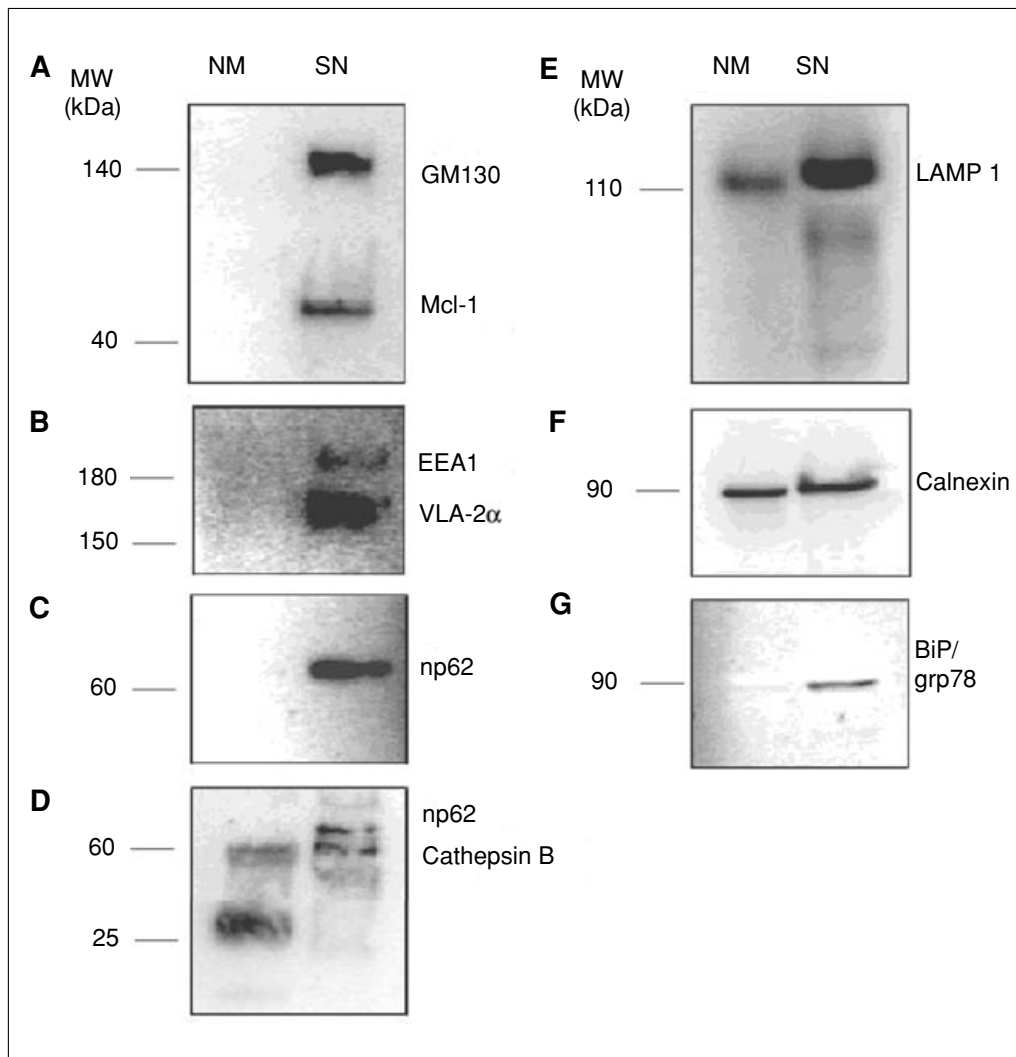 A
MW
(kDa)
NM SN
140
GM130
Mcl-1
40
B
EEA1
180
VLA-2α
150
C
np62
60
D
np62
60
Cathepsin B
25
E
MW
(kDa)
NM SN
110
LAMP 1
F
90
Calnexin
G
BiP/
grp78
90